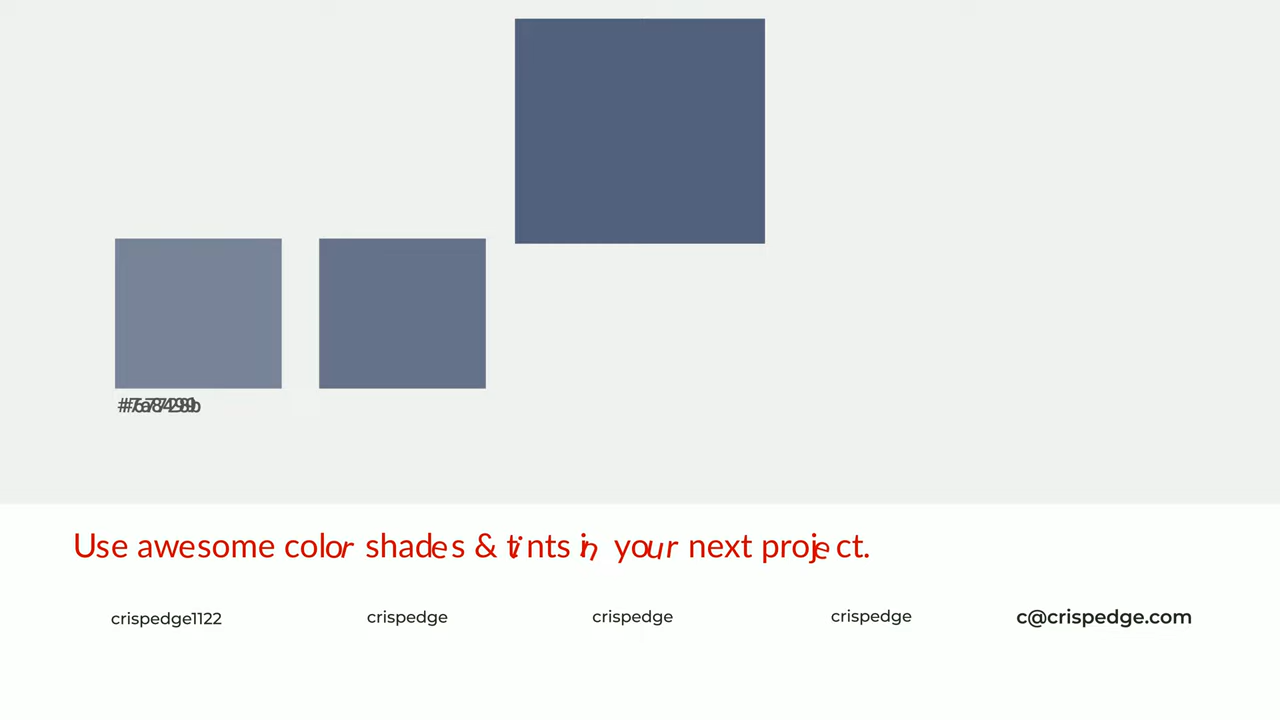 Use awesome color shades & tints in your next project.
crispedge1122 crispedge crispedge crispedge c@crispedge.com